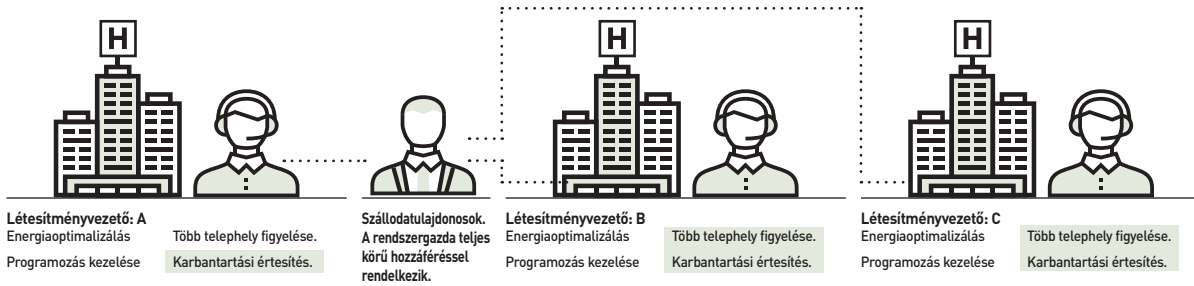 H
H
H
Létesítményvezető: A
Energiaoptimalizálás
Több telephely figyelése.
Programozás kezelése
Karbantartási értesítés.
Szállodatulajdonosok.
A rendszergazda teljes
körű hozzáféréssel
rendelkezik.
Létesítményvezető: B
Energiaoptimalizálás
Több telephely figyelése.
Programozás kezelése
Karbantartási értesítés.
Létesítményvezető: C
Energiaoptimalizálás
Több telephely figyelése.
Programozás kezelése
Karbantartási értesítés.